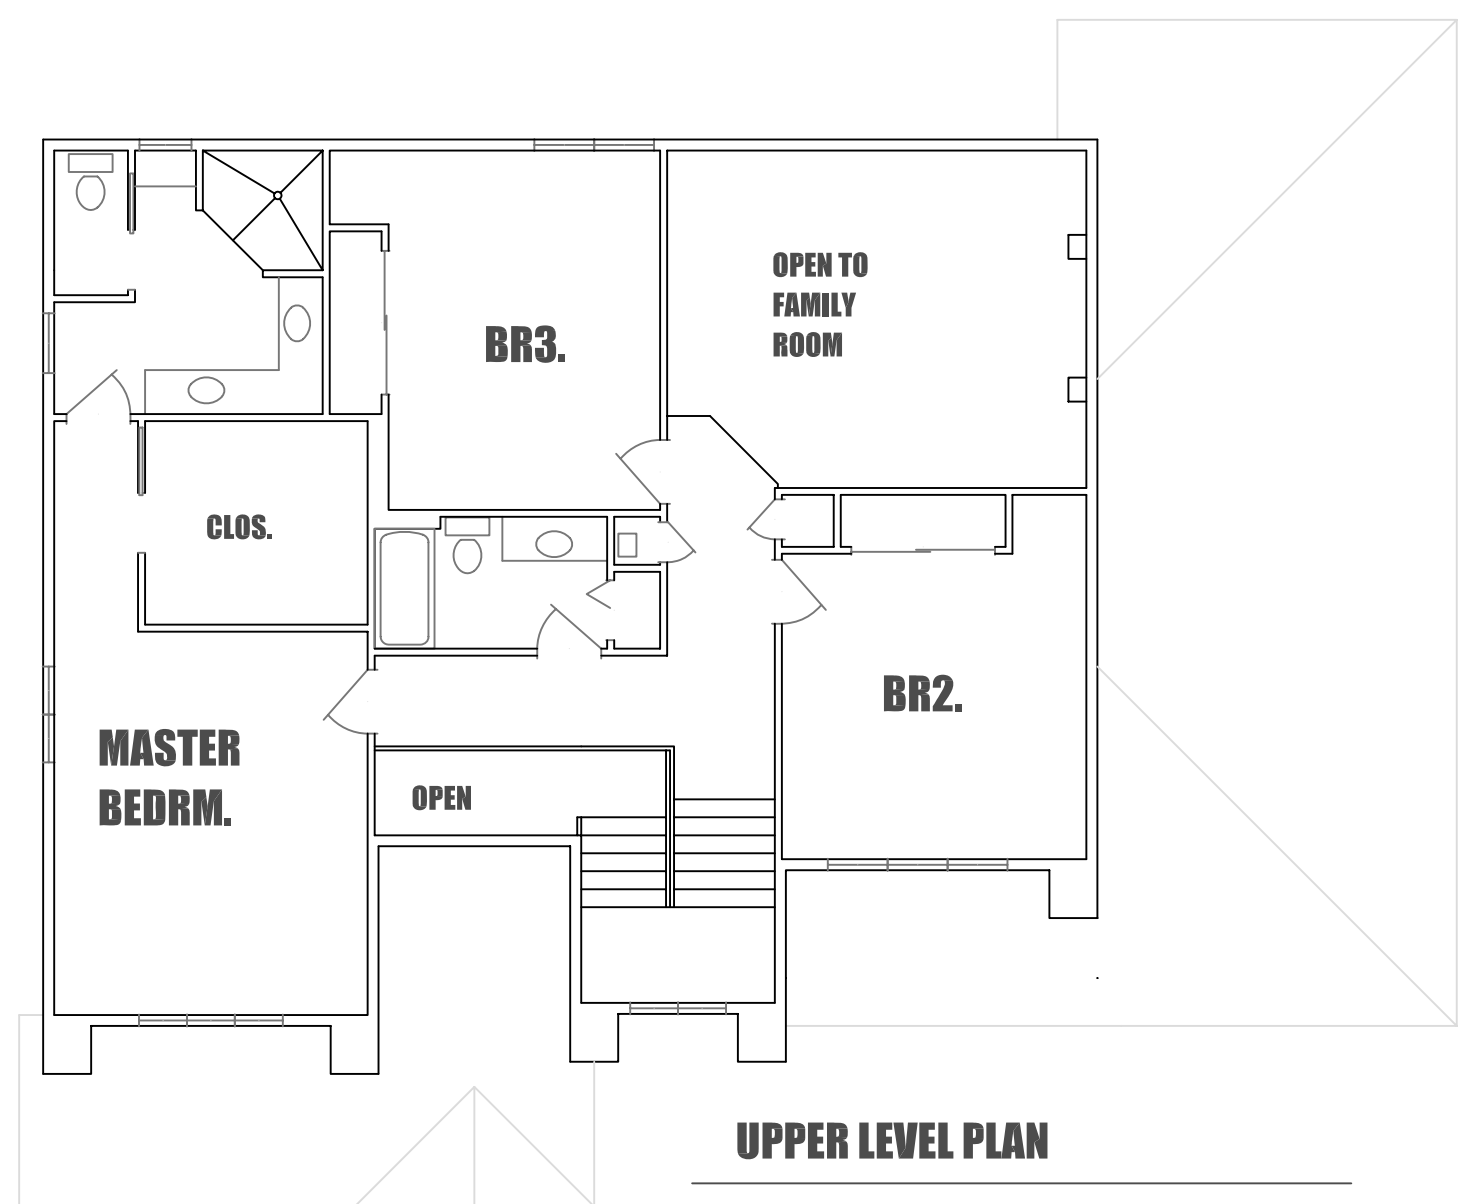 OPEN TO
FAMILY
ROOM
BR3.
CLOS.
BR2.
MASTER
BEDRM.
OPEN
UPPER LEVEL PLAN